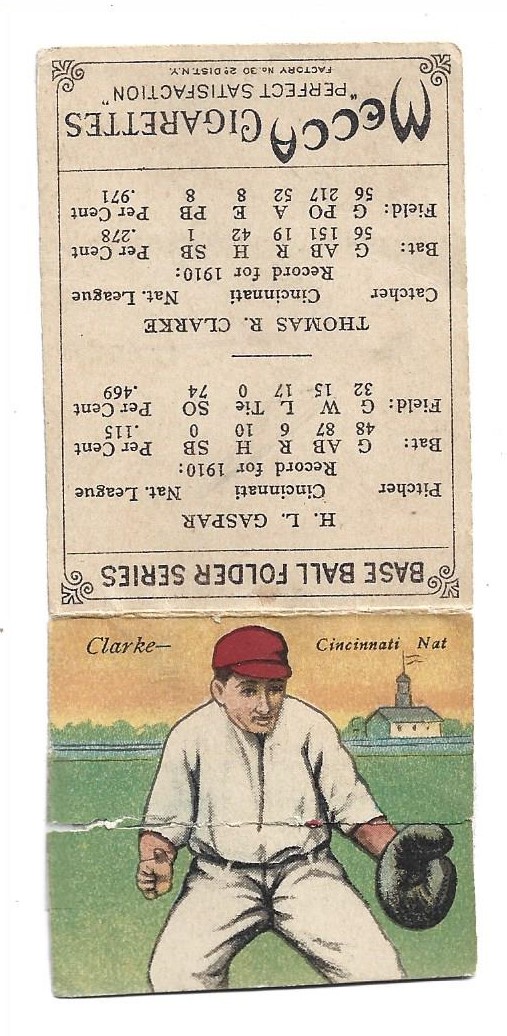 BASE BALL FOLDER SERIES
H. L. GASPAR
Pitcher Cincinnati Nat. League
Record for 1910:
Bat: G AB R H SB Per Cent
48 87 6 10 0 .115
Field: G W L Tie SO Per Cent
32 15 17 0 74 .469
THOMAS R. CLARKE
Catcher Cincinnati Nat. League
Record for 1910:
Bat: G AB R H SB Per Cent
56 151 19 42 1 .278
Field: G PO A E PB Per Cent
56 217 52 8 8 .971
MECCA CIGARETTES
"PERFECT SATISFACTION"
FACTORY No 30 2D DIST. N.Y.
Clarke— Cincinnati Nat